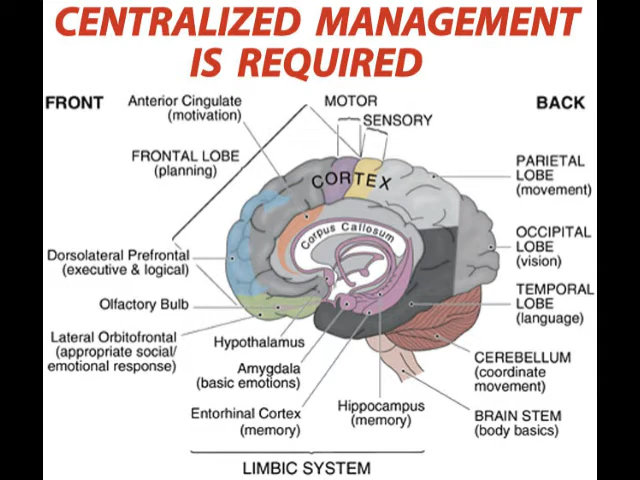 CENTRALIZED MANAGEMENT
IS REQUIRED
FRONT
Anterior Cingulate
(motivation)
MOTOR
SENSORY
BACK
FRONTAL LOBE
(planning)
CORTEX
PARIETAL
LOBE
(movement)
Corpus Callosum
OCCIPITAL
LOBE
(vision)
Dorsolateral Prefrontal
(executive & logical)
TEMPORAL
LOBE
(language)
Olfactory Bulb
Lateral Orbitofrontal
(appropriate social/
emotional response)
Hypothalamus
Amygdala
(basic emotions)
CEREBELLUM
(coordinate
movement)
Entorhinal Cortex
(memory)
Hippocampus
(memory)
BRAIN STEM
(body basics)
LIMBIC SYSTEM